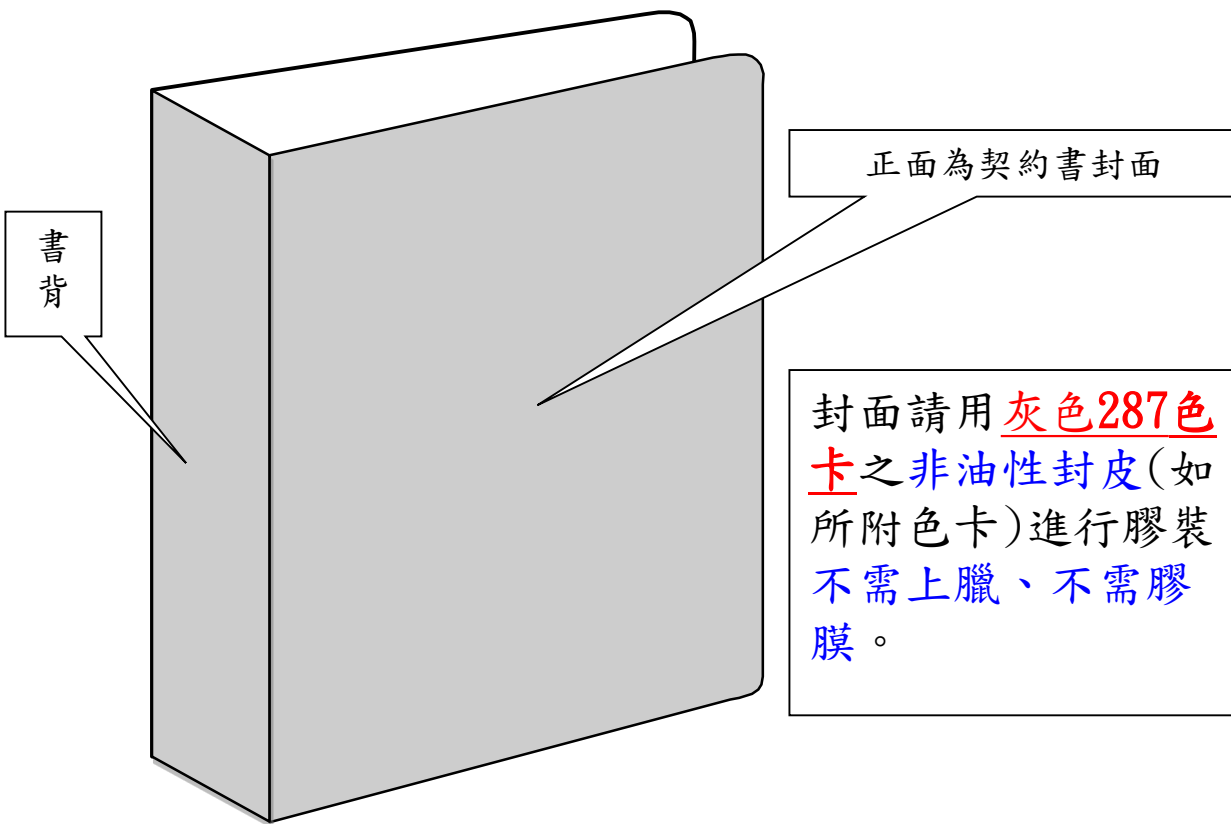 正面為契約書封面
書
背
封面請用灰色287色
卡之非油性封皮(如
所附色卡)進行膠裝
不需上臘、不需膠
膜。